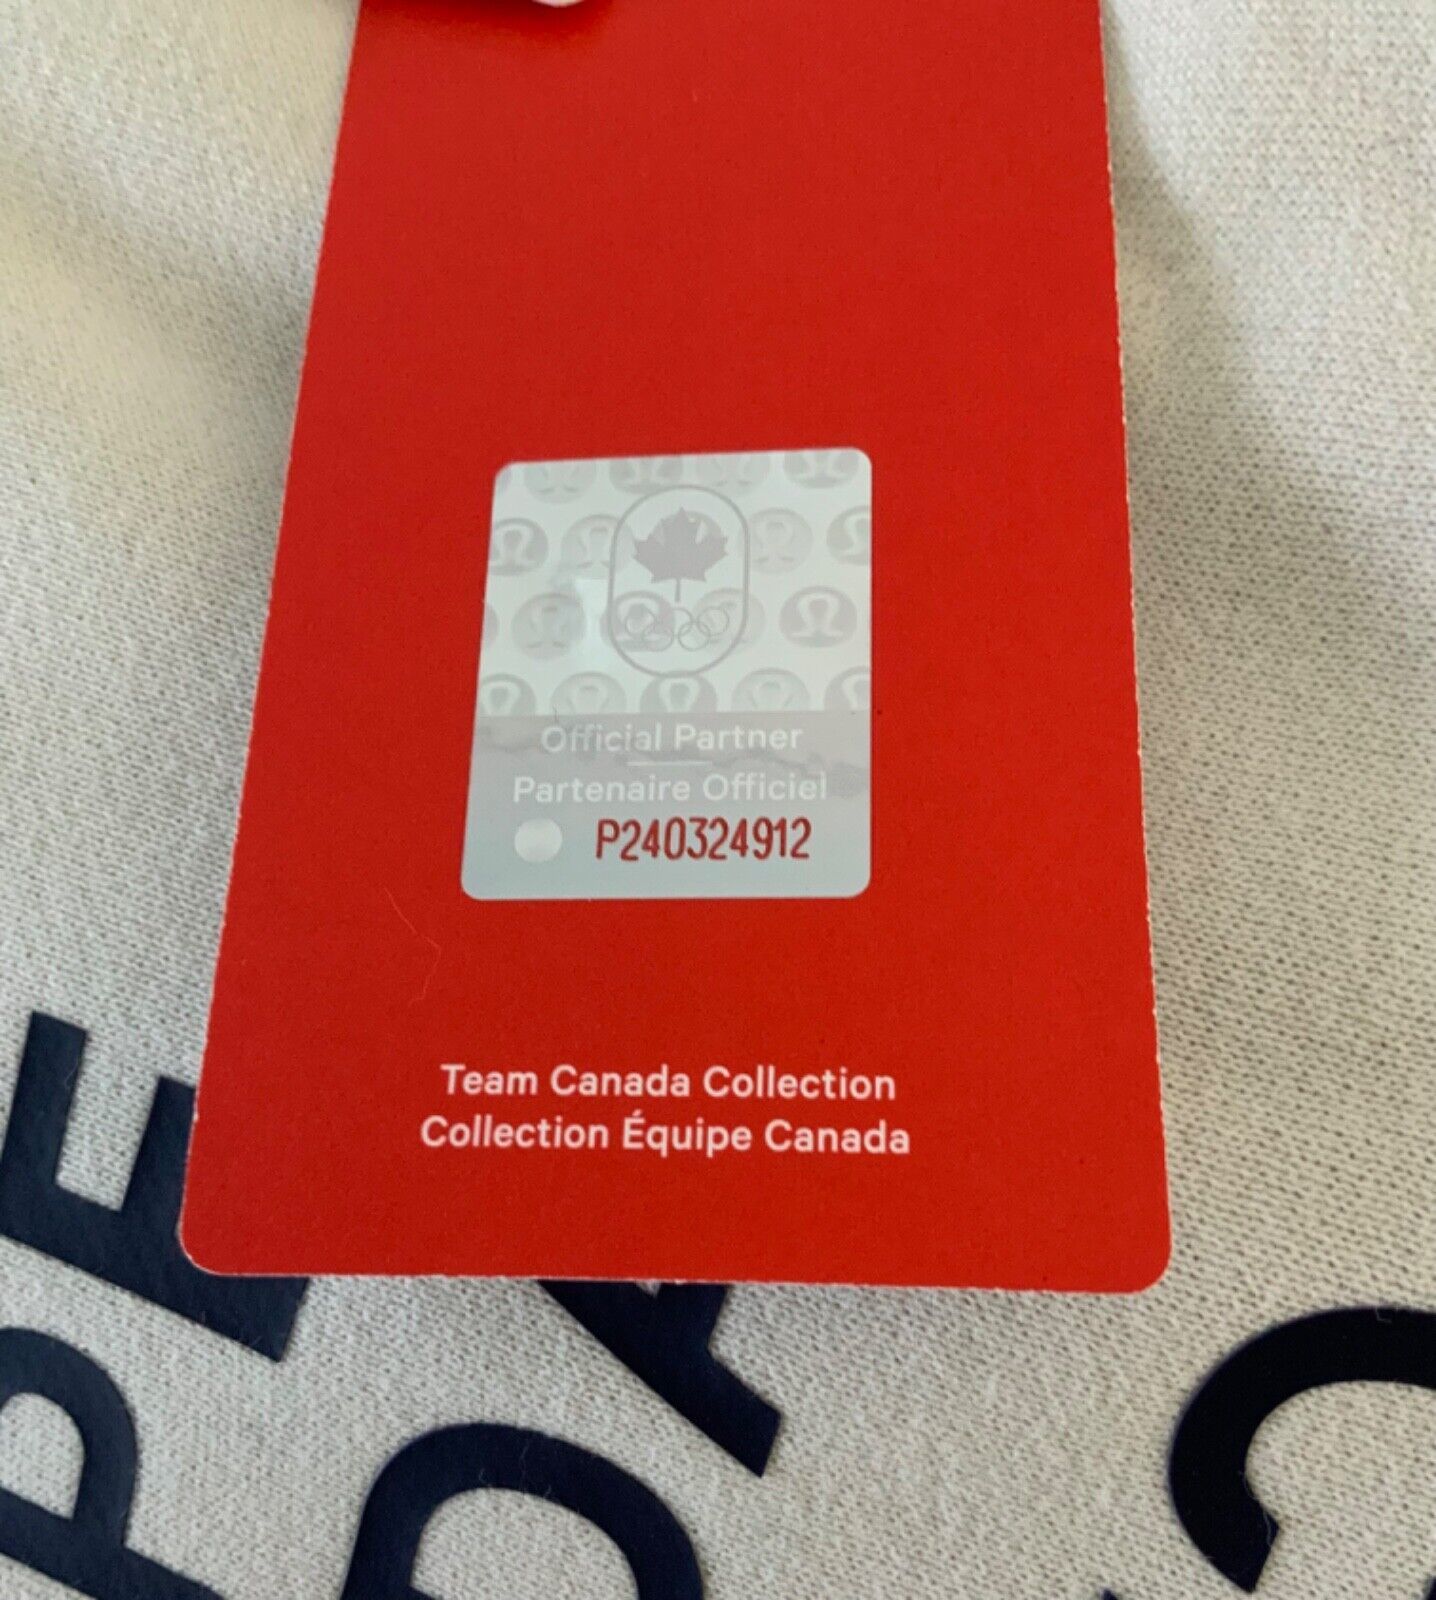 Official Partner
Partenaire Officiel
P240324912
Team Canada Collection
Collection Équipe Canada